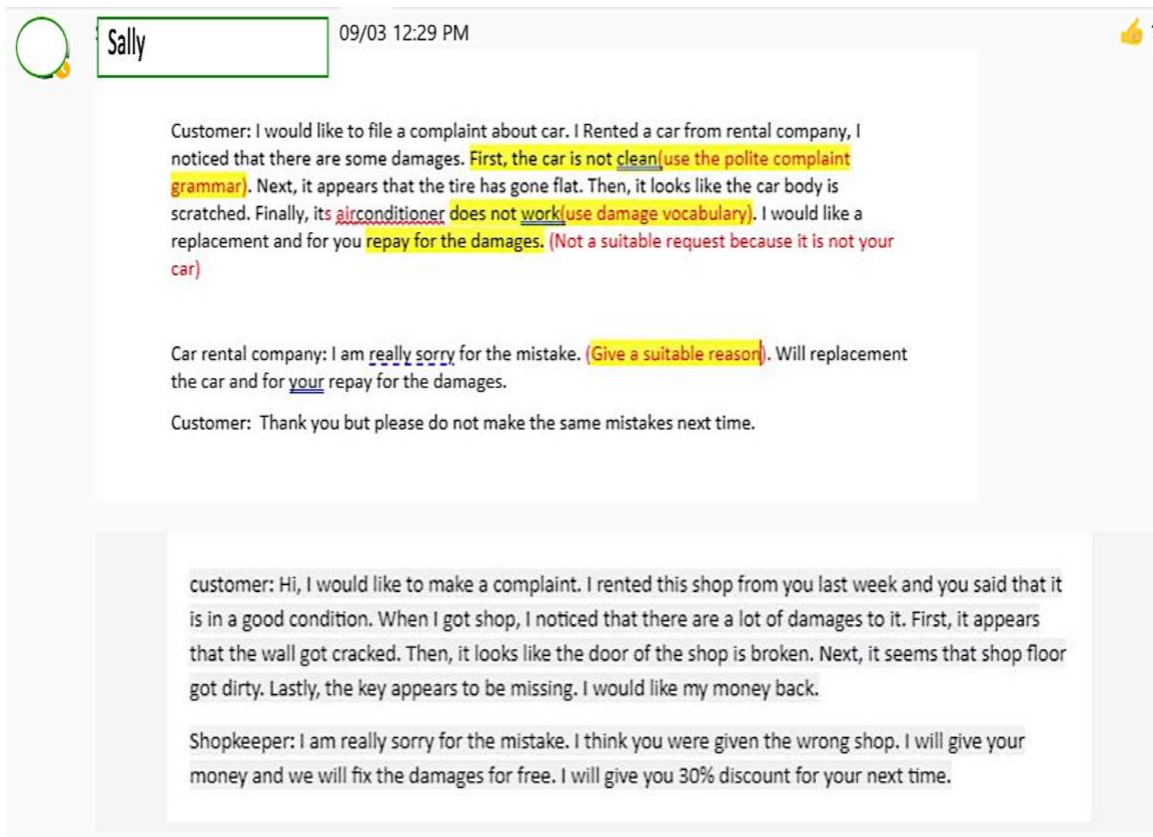 Sally
09/03 12:29 PM
Customer: I would like to file a complaint about car. I Rented a car from rental company, I
noticed that there are some damages. First, the car is not clean(use the polite complaint
grammar). Next, it appears that the tire has gone flat. Then, it looks like the car body is
scratched. Finally, its airconditioner does not work(use damage vocabulary). I would like a
replacement and for you repay for the damages. (Not a suitable request because it is not your
car)
Car rental company: I am really sorry for the mistake. (Give a suitable reason). Will replacement
the car and for your repay for the damages.
Customer:  Thank you but please do not make the same mistakes next time.
customer: Hi, I would like to make a complaint. I rented this shop from you last week and you said that it
is in a good condition. When I got shop, I noticed that there are a lot of damages to it. First, it appears
that the wall got cracked. Then, it looks like the door of the shop is broken. Next, it seems that shop floor
got dirty. Lastly, the key appears to be missing. I would like my money back.
Shopkeeper: I am really sorry for the mistake. I think you were given the wrong shop. I will give your
money and we will fix the damages for free. I will give you 30% discount for your next time.